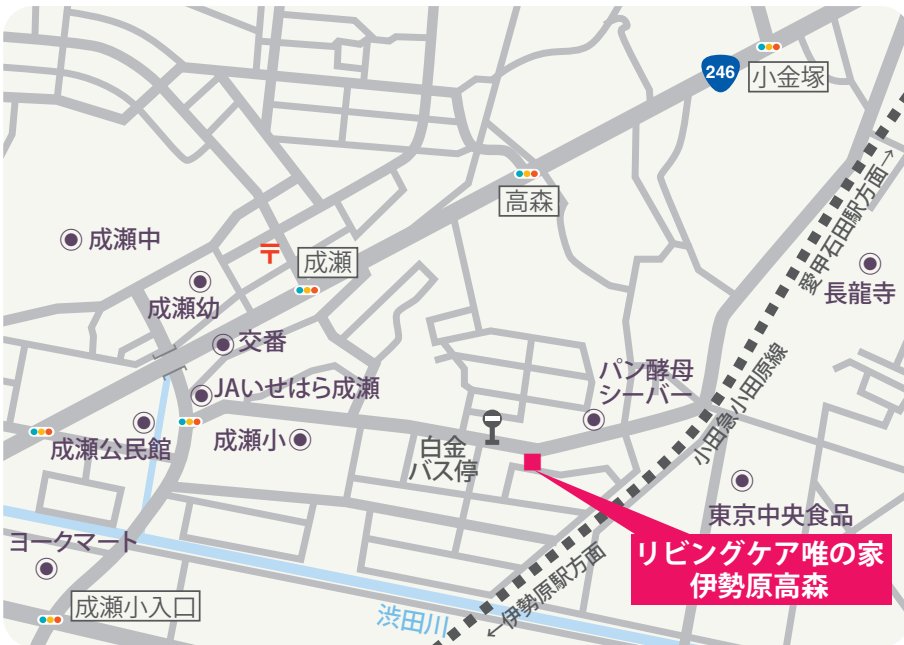 246
小金塚
高森
愛甲石田駅方面→
成瀬中
〒
成瀬
長龍寺
成瀬幼
交番
小田急小田原線
パン酵母
シーバー
JAいせはら成瀬
成瀬公民館
成瀬小
白金
バス停
東京中央食品
ヨークマート
リビングケア唯の家
伊勢原高森
←伊勢原駅方面
成瀬小入口
渋田川